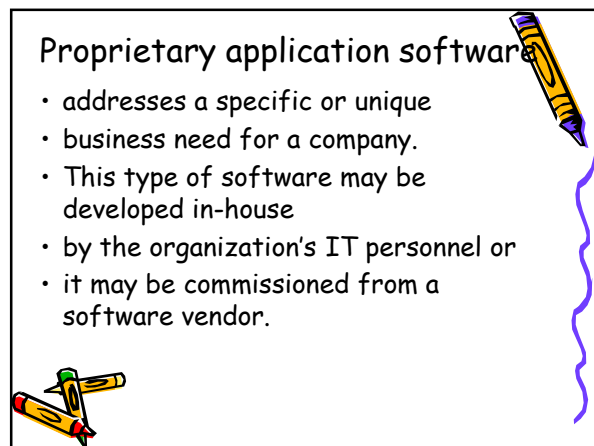 Proprietary application software
• addresses a specific or unique
• business need for a company.
• This type of software may be
developed in-house
• by the organization's IT personnel or
• it may be commissioned from a
software vendor.